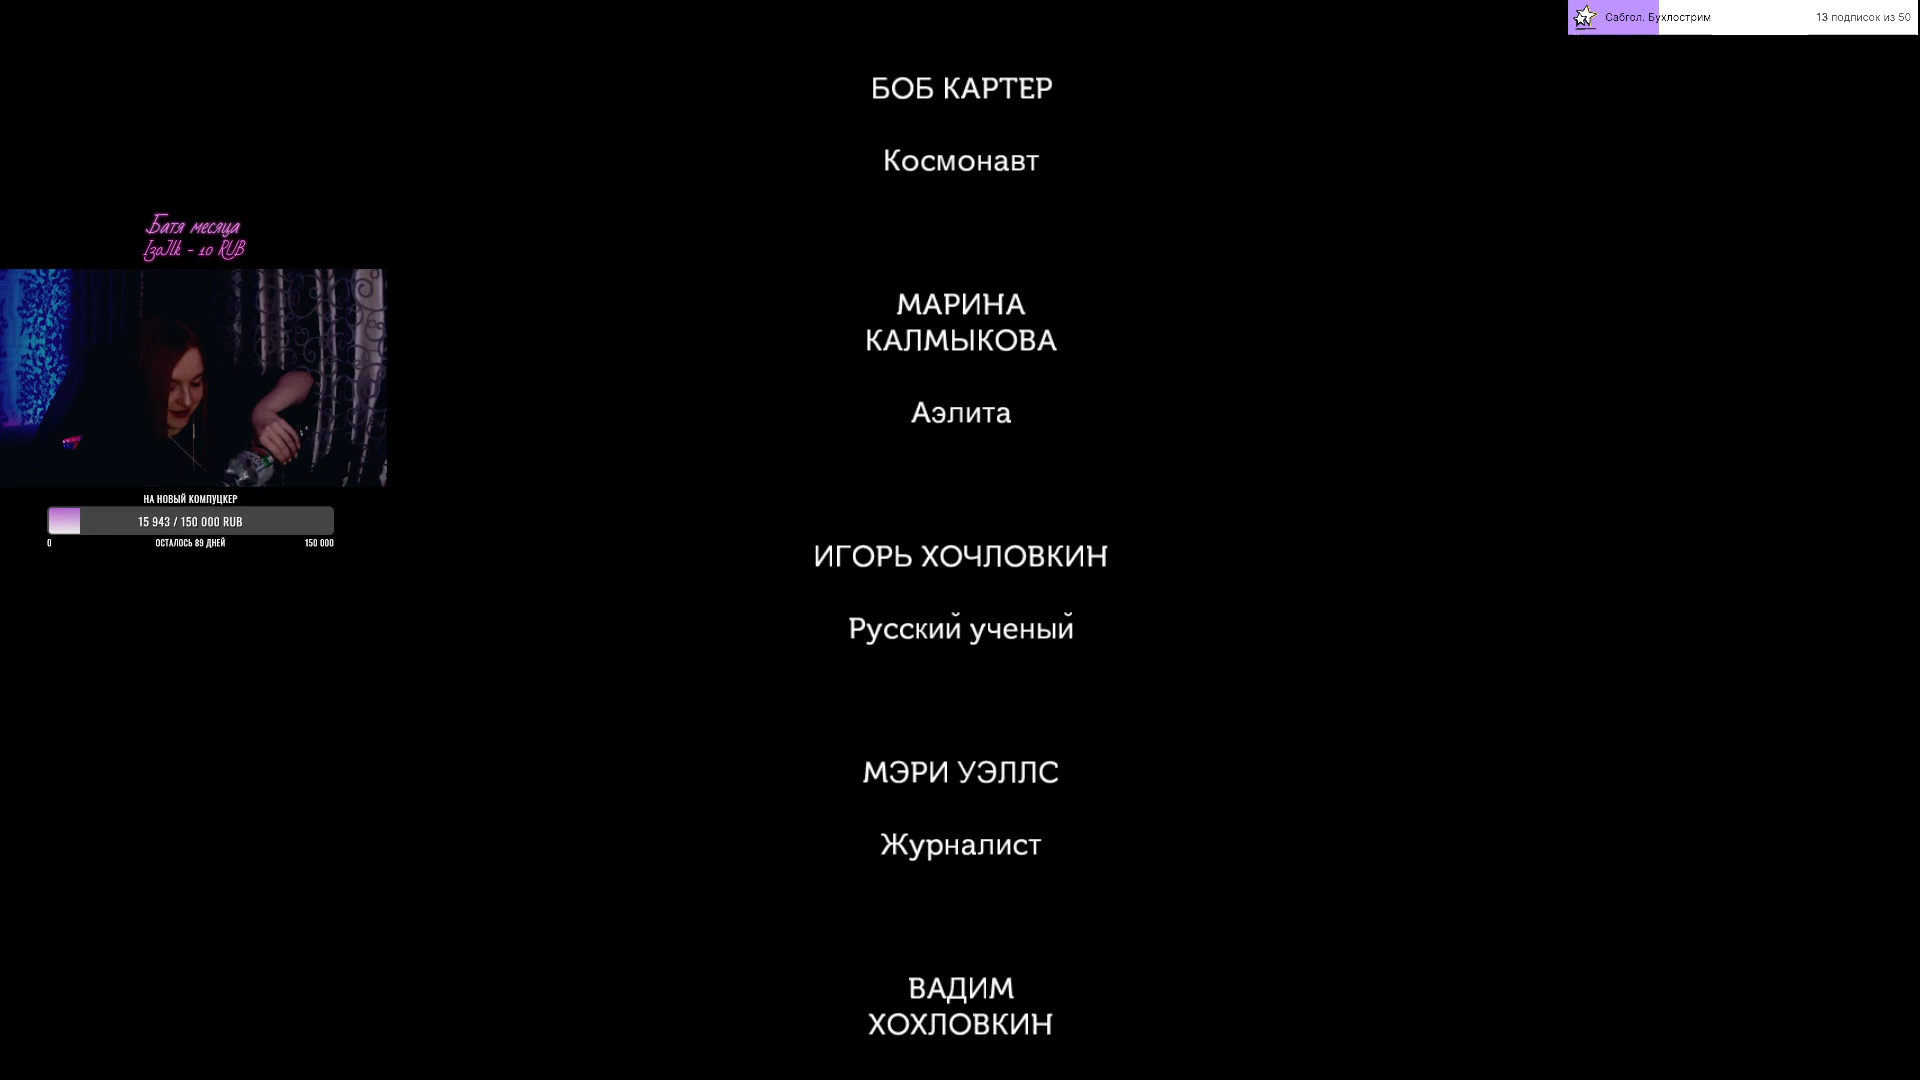 Сабгол. Бухлострим
13 подписок из 50
БОБ КАРТЕР
Космонавт
Батя месяца
IzoJlk - 10 RUB
МАРИНА
КАЛМЫКОВА
Аэлита
НА НОВЫЙ КОМПУЦКЕР
15 943 / 150 000 RUB
0
ОСТАЛОСЬ 89 ДНЕЙ
150 000
ИГОРЬ ХОЧЛОВКИН
Русский ученый
МЭРИ УЭЛЛС
Журналист
ВАДИМ
ХОХЛОВКИН